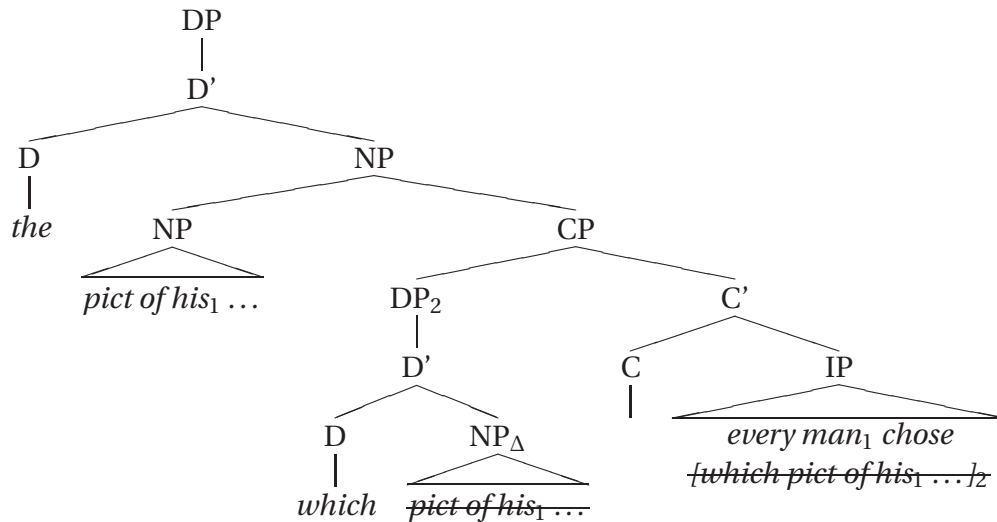 DP
D’
D NP
the NP CP
pict of his₁ … DP₂ C’
D’ C IP
D NP_Δ every man₁ chose
which pict of his₁ … [which pict of his₁ … ]₂